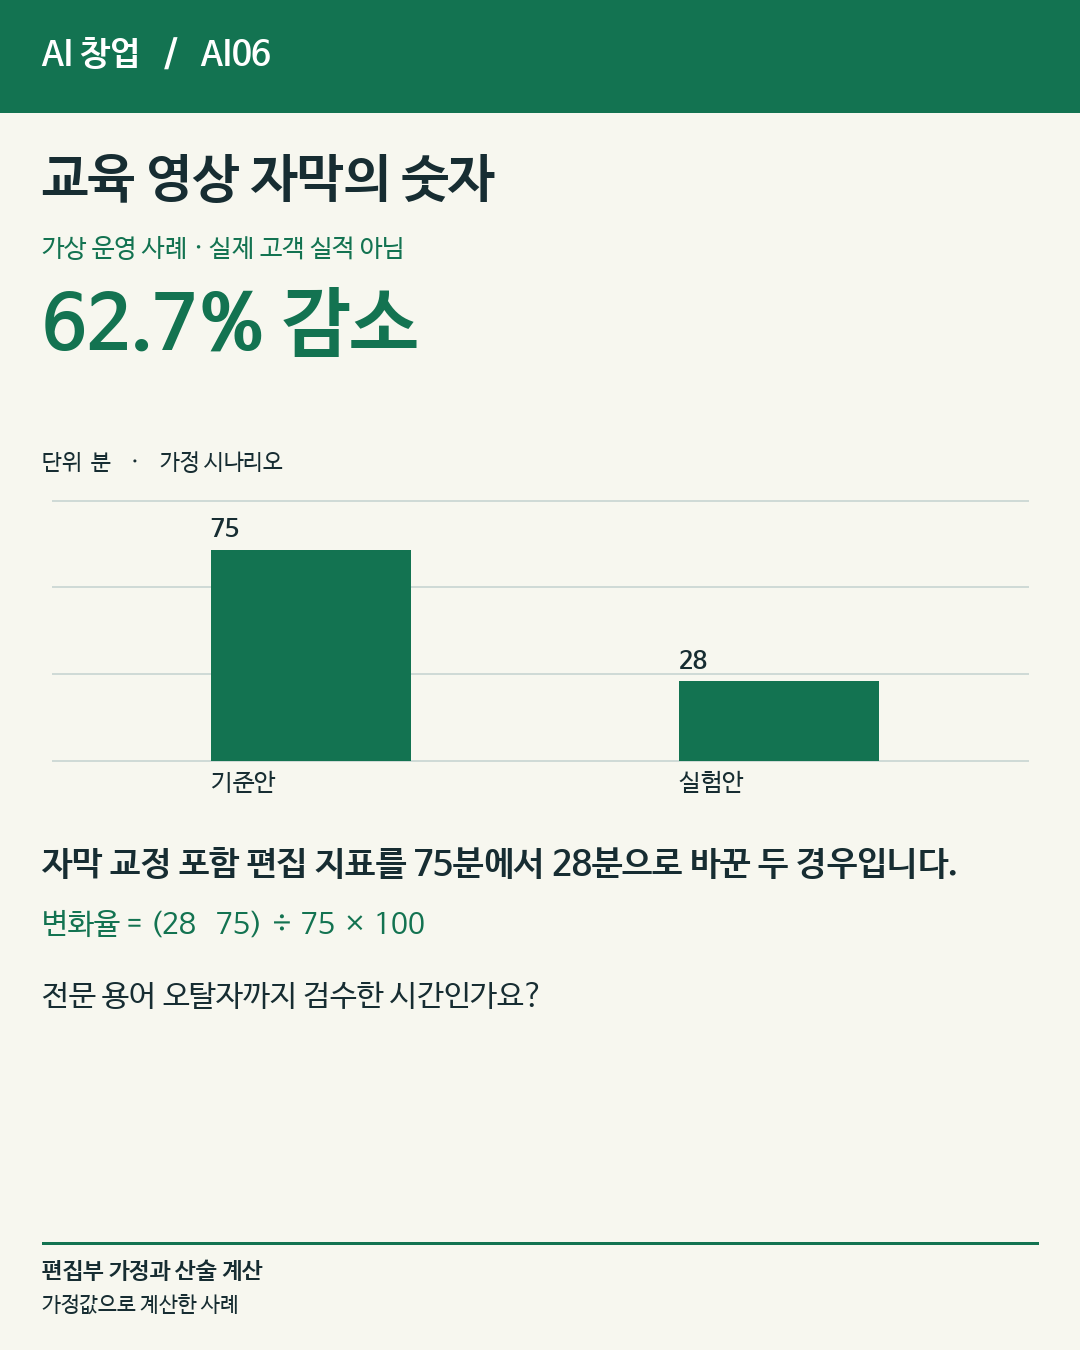 AI 창업 / AI06
교육 영상 자막의 숫자
가상 운영 사례 · 실제 고객 실적 아님
62.7% 감소
단위 분 · 가정 시나리오
75
28
기준안
실험안
자막 교정 포함 편집 지표를 75분에서 28분으로 바꾼 두 경우입니다.
변화율 = (28 75) ÷ 75 × 100
전문 용어 오탈자까지 검수한 시간인가요?
편집부 가정과 산술 계산
가정값으로 계산한 사례